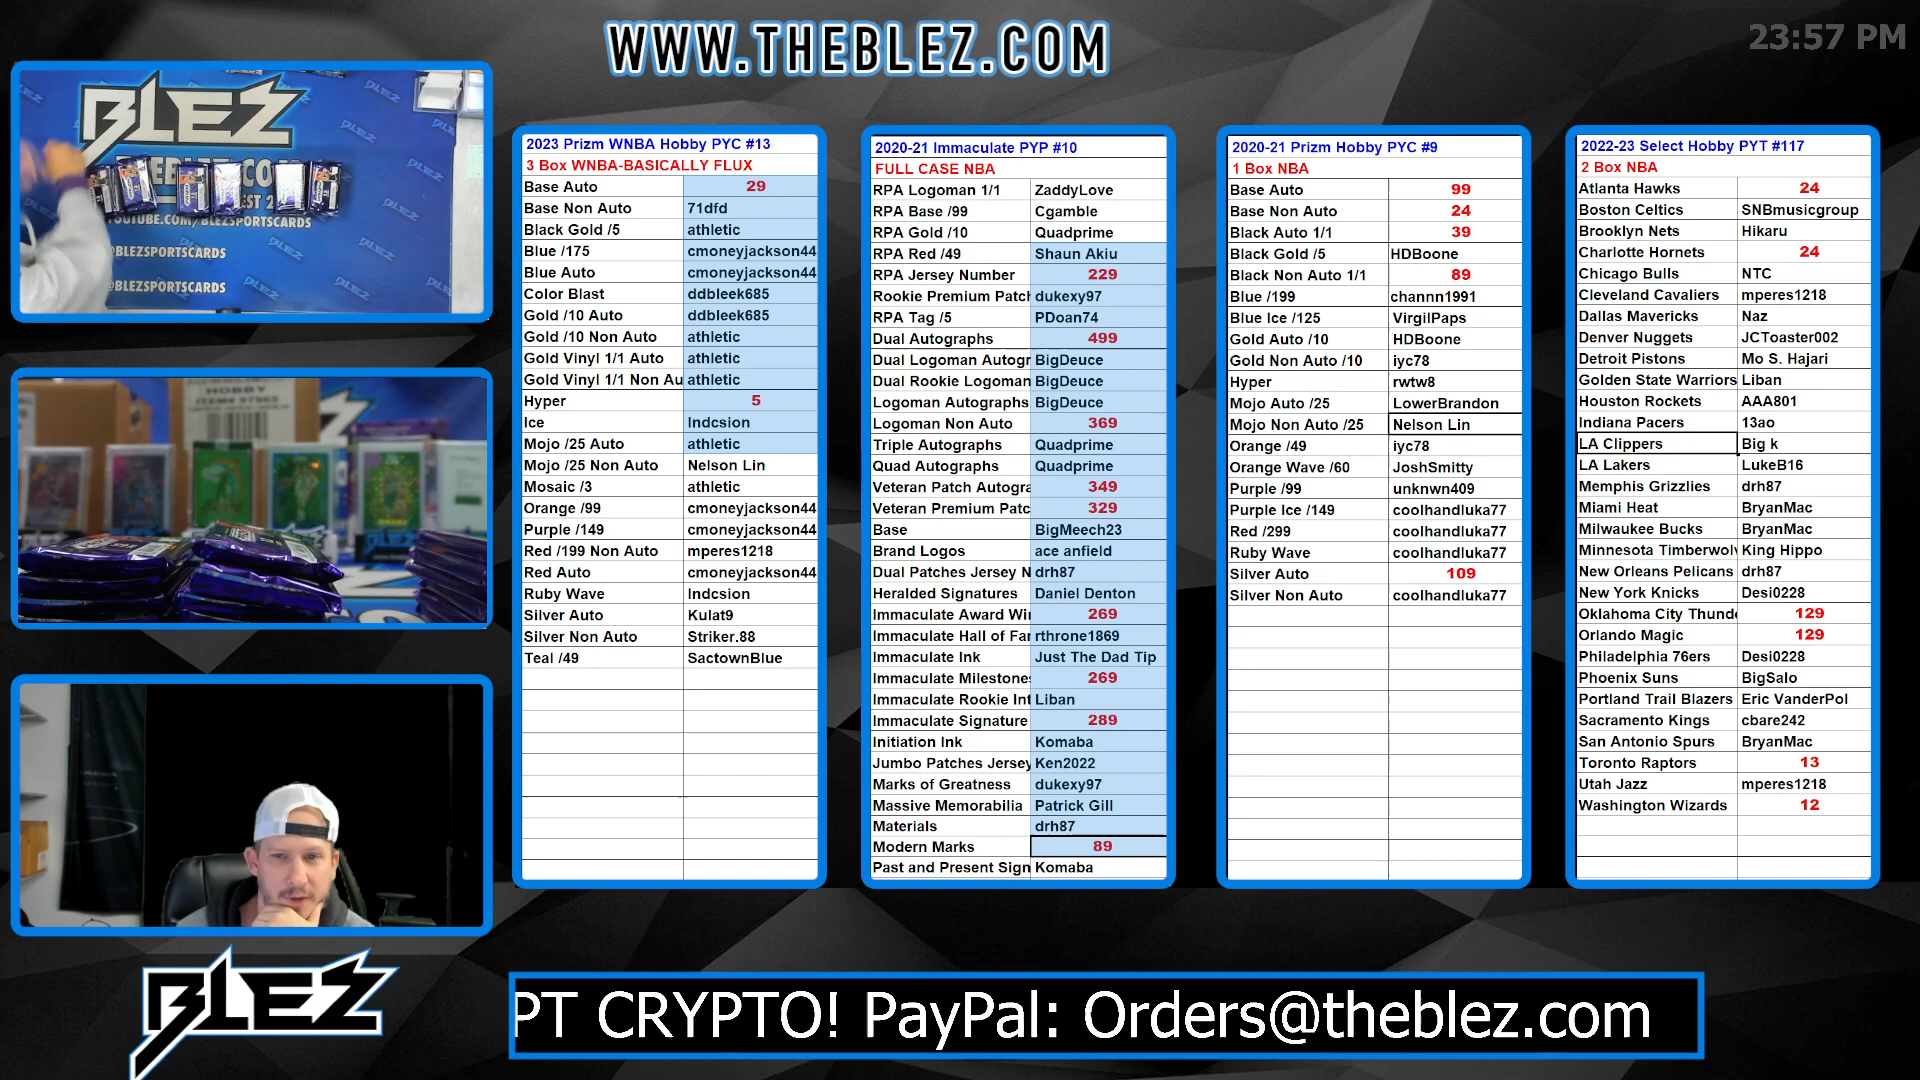 WWW.THEBLEZ.COM
23:57 PM
BLEZ
YOUTUBE.COM/BLEZSPORTSCARDS
@BLEZSPORTSCARDS
@BLEZSPORTSCARDS
HOBBY
2023 Prizm WNBA Hobby PYC #13
3 Box WNBA-BASICALLY FLUX
Base Auto 29
Base Non Auto 71dfd
Black Gold /5 athletic
Blue /175 cmoneyjackson44
Blue Auto cmoneyjackson44
Color Blast ddbleek685
Gold /10 Auto ddbleek685
Gold /10 Non Auto athletic
Gold Vinyl 1/1 Auto athletic
Gold Vinyl 1/1 Non Au athletic
Hyper 5
Ice Indcsion
Mojo /25 Auto athletic
Mojo /25 Non Auto Nelson Lin
Mosaic /3 athletic
Orange /99 cmoneyjackson44
Purple /149 cmoneyjackson44
Red /199 Non Auto mperes1218
Red Auto cmoneyjackson44
Ruby Wave Indcsion
Silver Auto Kulat9
Silver Non Auto Striker.88
Teal /49 SactownBlue
2020-21 Immaculate PYP #10
FULL CASE NBA
RPA Logoman 1/1 ZaddyLove
RPA Base /99 Cgamble
RPA Gold /10 Quadprime
RPA Red /49 Shaun Akiu
RPA Jersey Number 229
Rookie Premium Patch dukexy97
RPA Tag /5 PDoan74
Dual Autographs 499
Dual Logoman Autogr BigDeuce
Dual Rookie Logoman BigDeuce
Logoman Autographs BigDeuce
Logoman Non Auto 369
Triple Autographs Quadprime
Quad Autographs Quadprime
Veteran Patch Autogra 349
Veteran Premium Patc 329
Base BigMeech23
Brand Logos ace anfield
Dual Patches Jersey N drh87
Heralded Signatures Daniel Denton
Immaculate Award Wi 269
Immaculate Hall of Fa rthrone1869
Immaculate Ink Just The Dad Tip
Immaculate Milestone 269
Immaculate Rookie Int Liban
Immaculate Signature 289
Initiation Ink Komaba
Jumbo Patches Jersey Ken2022
Marks of Greatness dukexy97
Massive Memorabilia Patrick Gill
Materials drh87
Modern Marks 89
Past and Present Sign Komaba
2020-21 Prizm Hobby PYC #9
1 Box NBA
Base Auto 99
Base Non Auto 24
Black Auto 1/1 39
Black Gold /5 HDBoone
Black Non Auto 1/1 89
Blue /199 channn1991
Blue Ice /125 VirgilPaps
Gold Auto /10 HDBoone
Gold Non Auto /10 iyc78
Hyper rwtw8
Mojo Auto /25 LowerBrandon
Mojo Non Auto /25 Nelson Lin
Orange /49 iyc78
Orange Wave /60 JoshSmitty
Purple /99 unknwn409
Purple Ice /149 coolhandluka77
Red /299 coolhandluka77
Ruby Wave coolhandluka77
Silver Auto 109
Silver Non Auto coolhandluka77
2022-23 Select Hobby PYT #117
2 Box NBA
Atlanta Hawks 24
Boston Celtics SNBmusicgroup
Brooklyn Nets Hikaru
Charlotte Hornets 24
Chicago Bulls NTC
Cleveland Cavaliers mperes1218
Dallas Mavericks Naz
Denver Nuggets JCToaster002
Detroit Pistons Mo S. Hajari
Golden State Warriors Liban
Houston Rockets AAA801
Indiana Pacers 13ao
LA Clippers Big k
LA Lakers LukeB16
Memphis Grizzlies drh87
Miami Heat BryanMac
Milwaukee Bucks BryanMac
Minnesota Timberwolv King Hippo
New Orleans Pelicans drh87
New York Knicks Desi0228
Oklahoma City Thund 129
Orlando Magic 129
Philadelphia 76ers Desi0228
Phoenix Suns BigSalo
Portland Trail Blazers Eric VanderPol
Sacramento Kings cbare242
San Antonio Spurs BryanMac
Toronto Raptors 13
Utah Jazz mperes1218
Washington Wizards 12
BLEZ
PT CRYPTO! PayPal: Orders@theblez.com